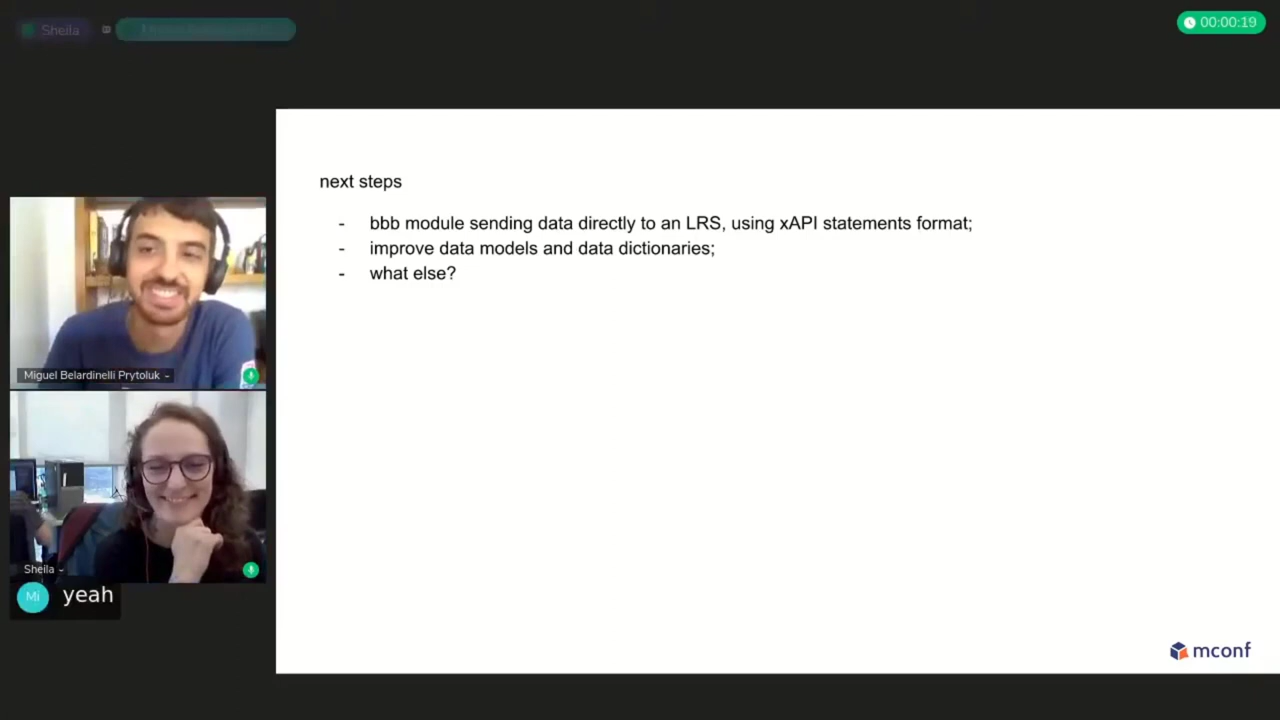 Sheila
00:00:19
next steps
- bbb module sending data directly to an LRS, using xAPI statements format;
- improve data models and data dictionaries;
- what else?
Miguel Belardinelli Prytoluk
Sheila
Mi
yeah
mconf